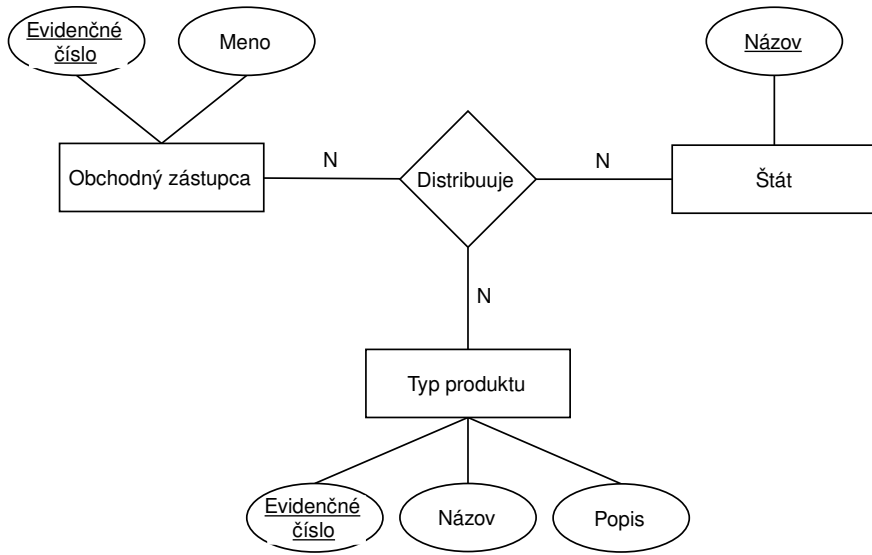 Evidenčné
číslo
Meno
Názov
Obchodný zástupca
N
Distribuuje
N
Štát
N
Typ produktu
Evidenčné
číslo
Názov
Popis